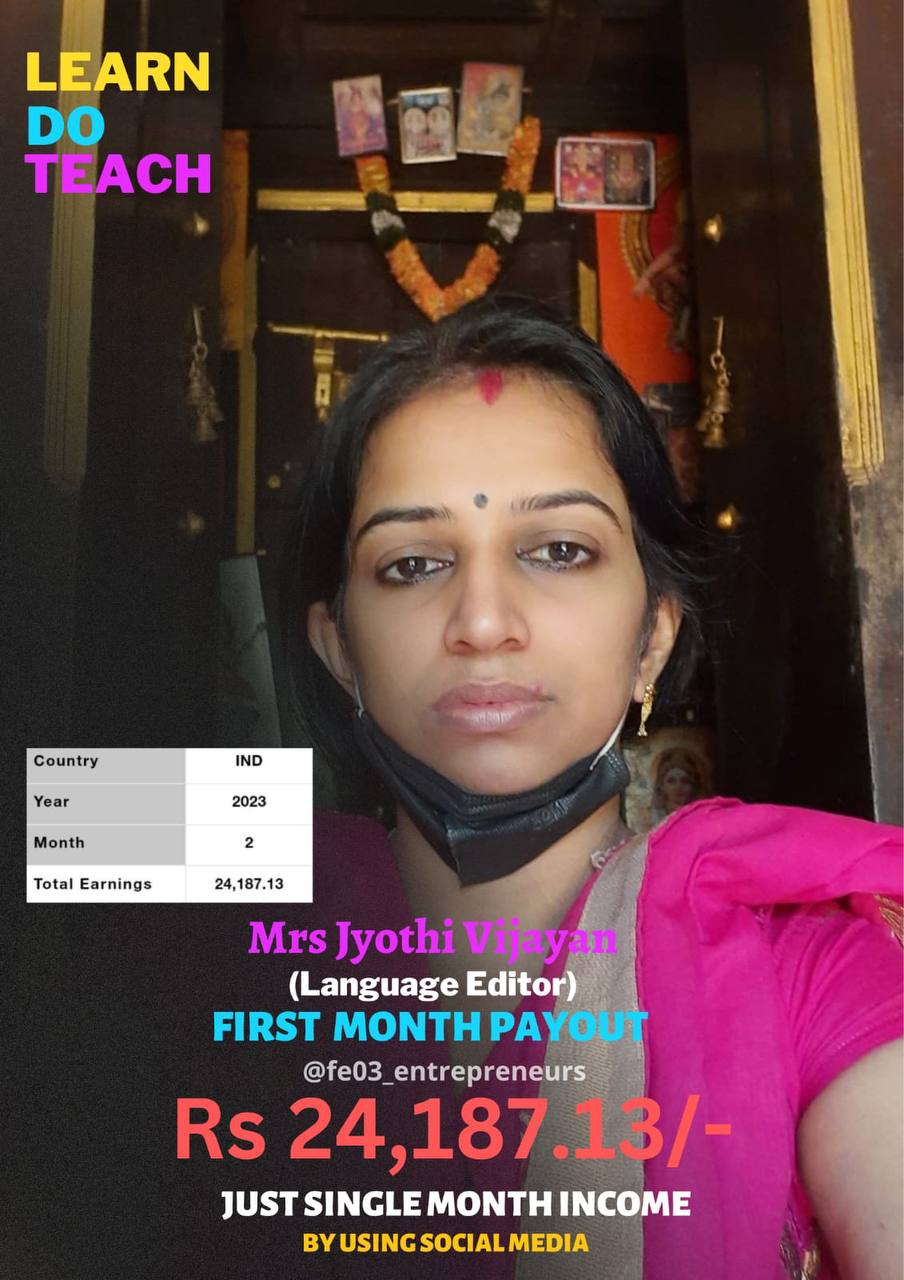 LEARN
DO
TEACH
Country IND
Year 2023
Month 2
Total Earnings 24,187.13
Mrs Jyothi Vijayan
(Language Editor)
FIRST MONTH PAYOUT
@fe03_entrepreneurs
Rs 24,187.13/-
JUST SINGLE MONTH INCOME
BY USING SOCIAL MEDIA